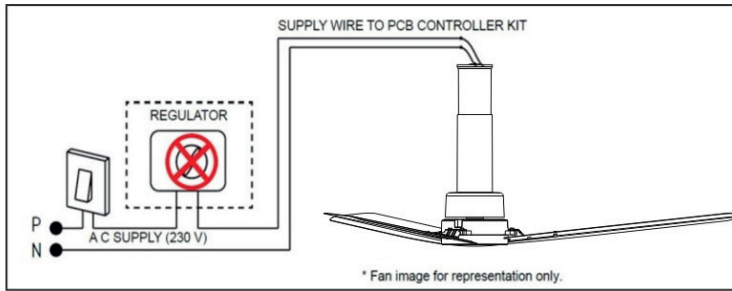 SUPPLY WIRE TO PCB CONTROLLER KIT
REGULATOR
P
A C SUPPLY (230 V)
N
* Fan image for representation only.